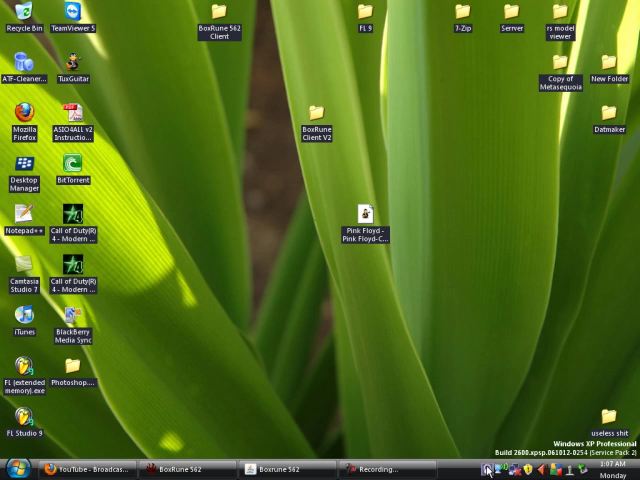 Recycle Bin
TeamViewer 5
BoxRune 562
Client
FL 9
7-Zip
Serrver
rs model
viewer
ATF-Cleaner...
TuxGuitar
Copy of
Metasequoia
New Folder
Mozilla
Firefox
ASIO4ALL v2
Instructio...
BoxRune
Client V2
Datmaker
Desktop
Manager
BitTorrent
Notepad++
Call of Duty(R)
4 - Modern ...
Pink Floyd -
Pink Floyd-C...
Camtasia
Studio 7
Call of Duty(R)
4 - Modern ...
iTunes
BlackBerry
Media Sync
FL (extended
memory).exe
Photoshop....
FL Studio 9
useless shit
Windows XP Professional
Build 2600.xpsp.061012-0254 (Service Pack 2)
YouTube - Broadcas...
BoxRune 562
Boxrune 562
Recording...
1:07 AM
Monday